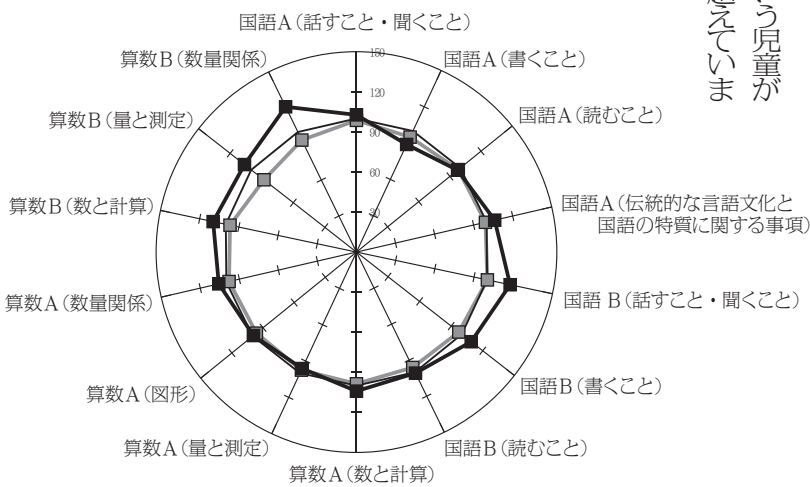 う児童が
超えていま
国語A（話すこと・聞くこと）
国語A（書くこと）
国語A（読むこと）
国語A（伝統的な言語文化と
国語の特質に関する事項）
国語 B（話すこと・聞くこと）
国語B（書くこと）
国語B（読むこと）
算数A（数と計算）
算数A（量と測定）
算数A（図形）
算数A（数量関係）
算数B（数と計算）
算数B（量と測定）
算数B（数量関係）
150
120
90
60
30